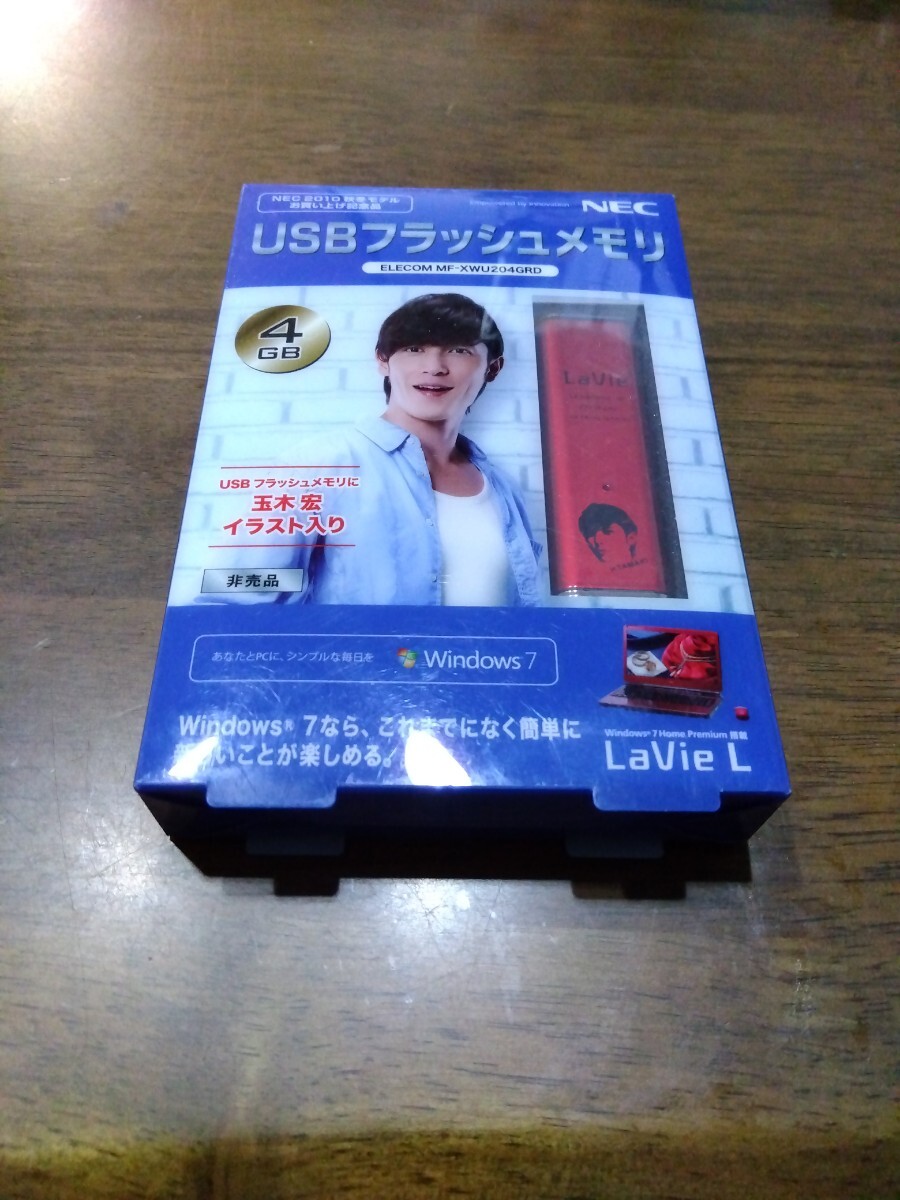 NEC 2010 秋冬モデル
お買い上げ記念品
Empowered by Innovation
NEC
USBフラッシュメモリ
ELECOM MF-XWU204GRD
4
GB
LaVie
USB フラッシュメモリに
玉木 宏
イラスト入り
非売品
あなたとPCに、シンプルな毎日を
Windows 7
Windows® 7なら、これまでになく簡単に
いことが楽しめる。
Windows® 7 Home Premium 搭載
LaVie L